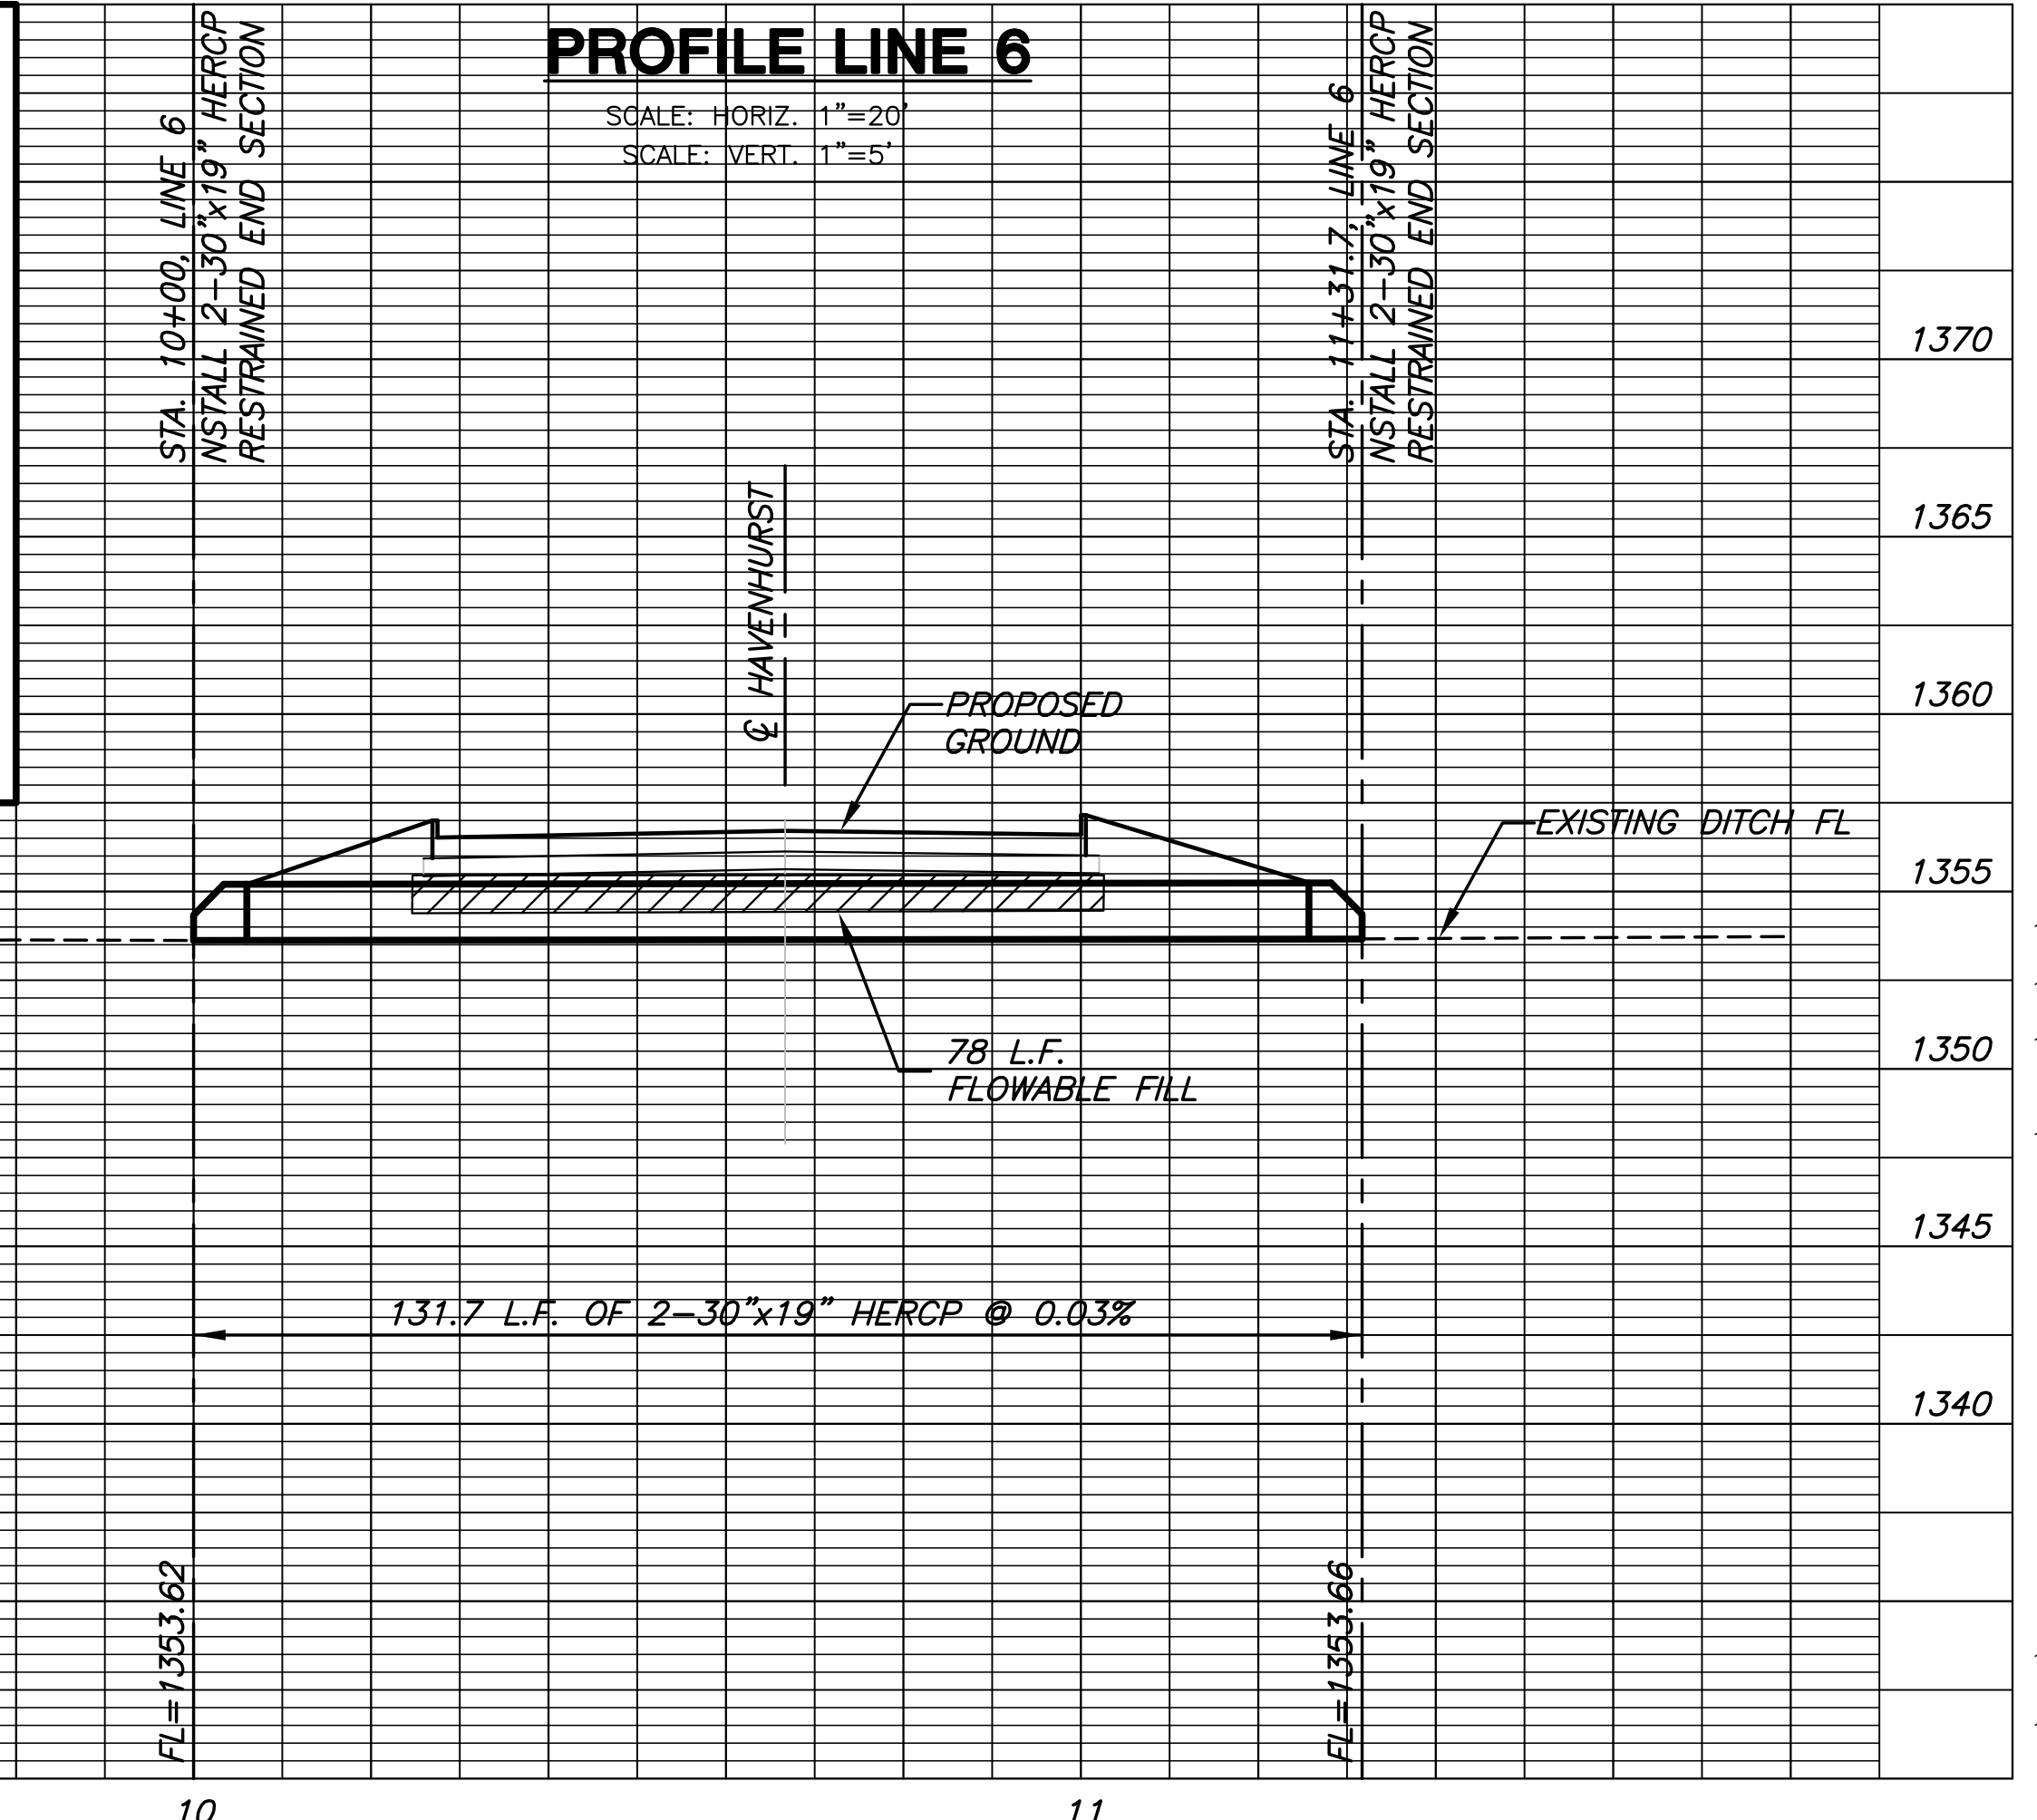 PROFILE LINE 6
SCALE: HORIZ. 1"=20'
SCALE: VERT. 1"=5'
STA. 10+00, LINE 6
NSTALL 2-30"x19" HERCP
RESTRAINED END SECTION
STA. 11+31.7, LINE 6
NSTALL 2-30"x19" HERCP
RESTRAINED END SECTION
℄ HAVENHURST
PROPOSED
GROUND
EXISTING DITCH FL
78 L.F.
FLOWABLE FILL
131.7 L.F. OF 2-30"x19" HERCP @ 0.03%
FL=1353.62
FL=1353.66
1370
1365
1360
1355
1350
1345
1340
10
11